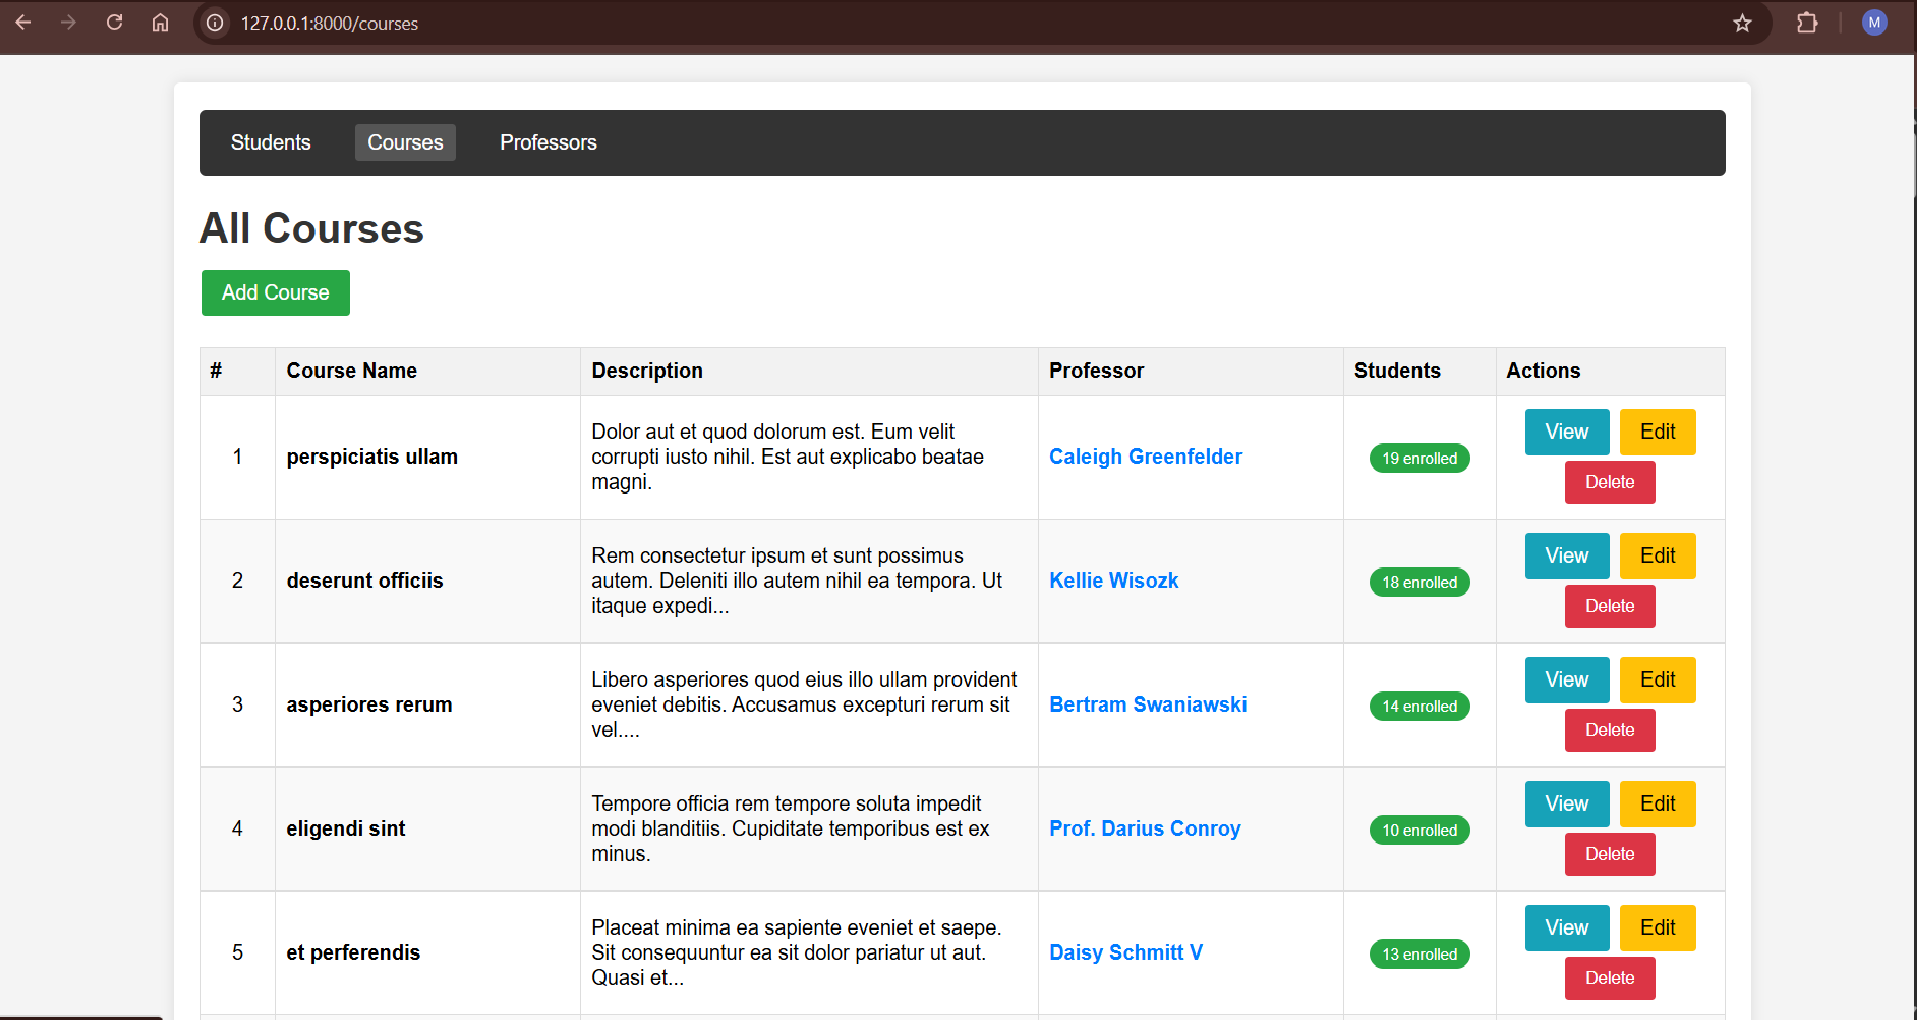 127.0.0.1:8000/courses
M
Students Courses Professors
All Courses
Add Course
# Course Name Description Professor Students Actions
1 perspiciatis ullam
Dolor aut et quod dolorum est. Eum velit
corrupti iusto nihil. Est aut explicabo beatae
magni.
Caleigh Greenfelder
19 enrolled
View Edit
Delete
2 deserunt officiis
Rem consectetur ipsum et sunt possimus
autem. Deleniti illo autem nihil ea tempora. Ut
itaque expedi...
Kellie Wisozk
18 enrolled
View Edit
Delete
3 asperiores rerum
Libero asperiores quod eius illo ullam provident
eveniet debitis. Accusamus excepturi rerum sit
vel....
Bertram Swaniawski
14 enrolled
View Edit
Delete
4 eligendi sint
Tempore officia rem tempore soluta impedit
modi blanditiis. Cupiditate temporibus est ex
minus.
Prof. Darius Conroy
10 enrolled
View Edit
Delete
5 et perferendis
Placeat minima ea sapiente eveniet et saepe.
Sit consequuntur ea sit dolor pariatur ut aut.
Quasi et...
Daisy Schmitt V
13 enrolled
View Edit
Delete